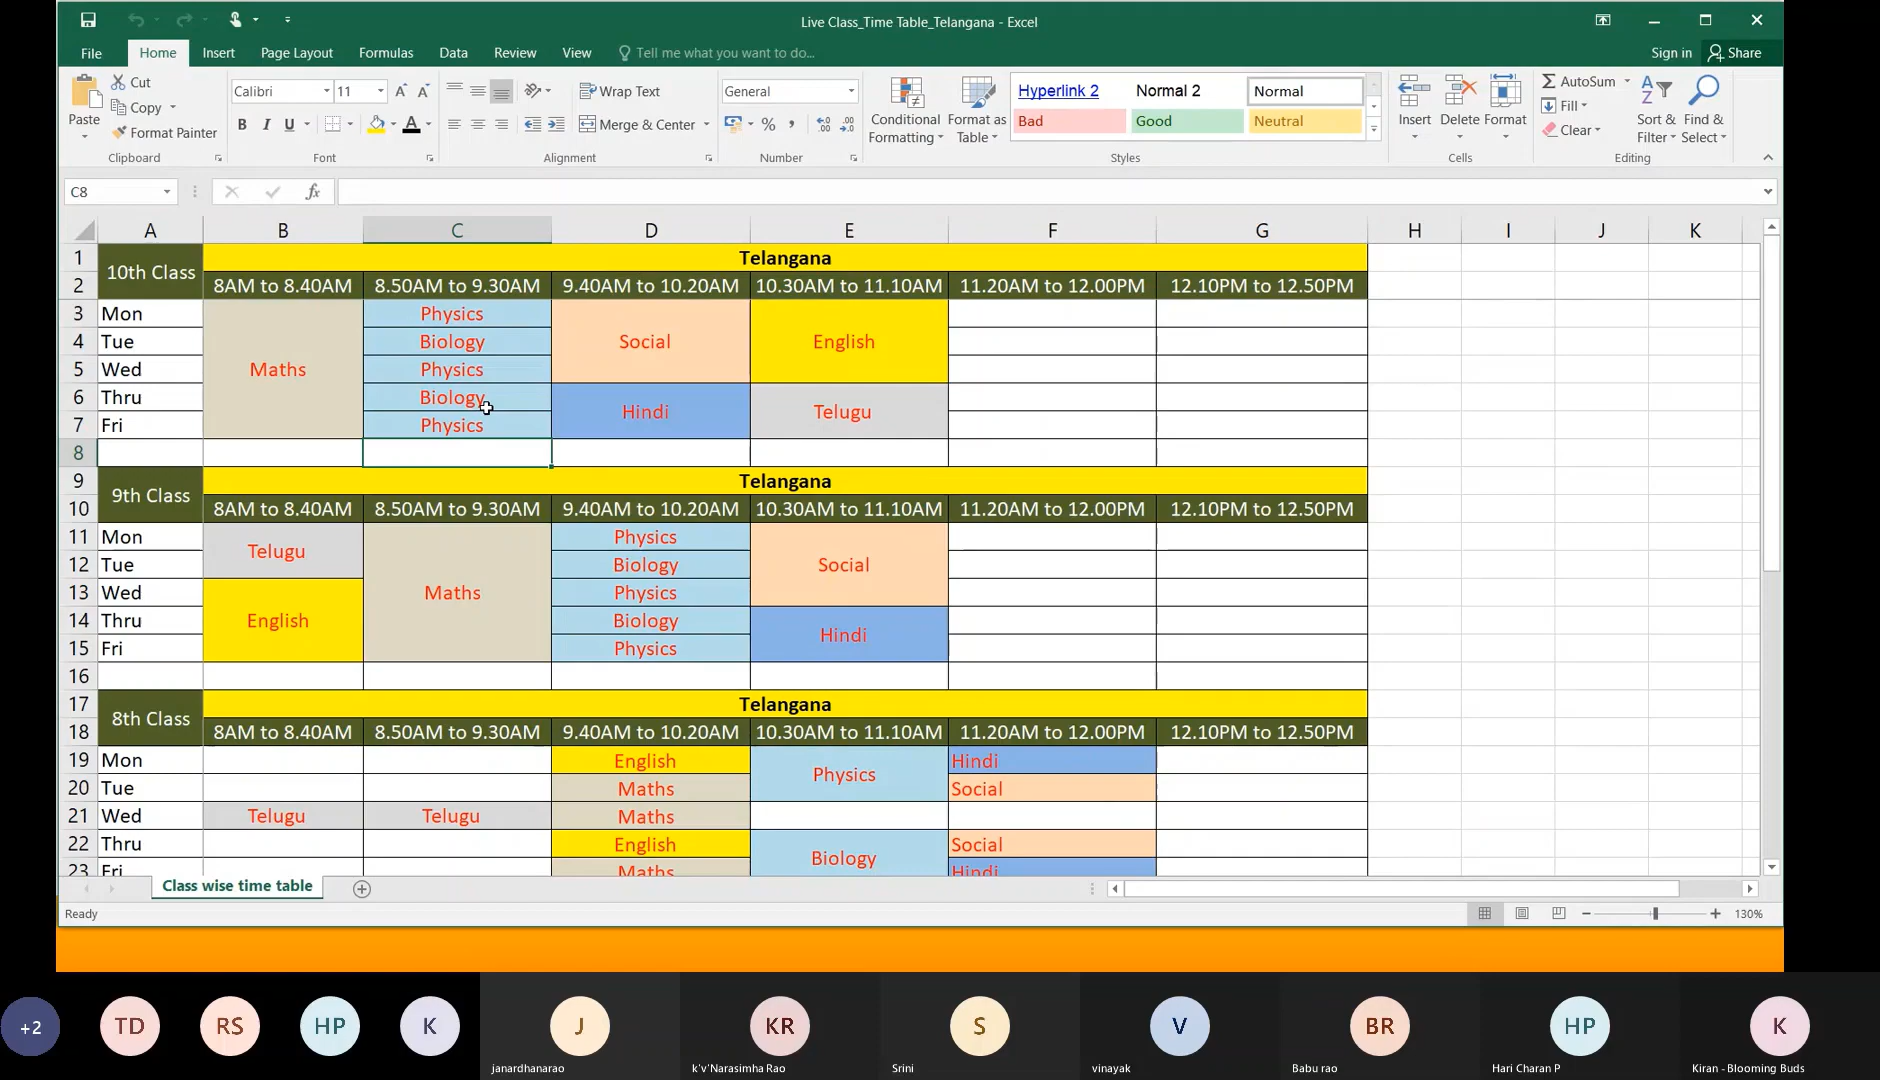 Live Class_Time Table_Telangana - Excel
File Home Insert Page Layout Formulas Data Review View Tell me what you want to do... Sign in Share
Paste
Cut
Copy
Format Painter
Clipboard
Calibri 11
B I U
Font
Wrap Text
Merge & Center
Alignment
General
Number
Conditional Formatting
Format as Table
Hyperlink 2 Normal 2 Normal
Bad Good Neutral
Styles
Insert Delete Format
Cells
AutoSum
Fill
Clear
Sort & Filter
Find & Select
Editing
C8 fx
A B C D E F G H I J K
1 10th Class Telangana
2 8AM to 8.40AM 8.50AM to 9.30AM 9.40AM to 10.20AM 10.30AM to 11.10AM 11.20AM to 12.00PM 12.10PM to 12.50PM
3 Mon Physics
4 Tue Biology Social English
5 Wed Maths Physics
6 Thru Biology Hindi Telugu
7 Fri Physics
8
9 9th Class Telangana
10 8AM to 8.40AM 8.50AM to 9.30AM 9.40AM to 10.20AM 10.30AM to 11.10AM 11.20AM to 12.00PM 12.10PM to 12.50PM
11 Mon Telugu Physics
12 Tue Biology Social
13 Wed Maths Physics
14 Thru English Biology Hindi
15 Fri Physics
16
17 8th Class Telangana
18 8AM to 8.40AM 8.50AM to 9.30AM 9.40AM to 10.20AM 10.30AM to 11.10AM 11.20AM to 12.00PM 12.10PM to 12.50PM
19 Mon English Physics Hindi
20 Tue Maths Social
21 Wed Telugu Telugu Maths
22 Thru English Biology Social
23 Fri Maths Hindi
Class wise time table
Ready 130%
+2 TD RS HP K J KR S V BR HP K
janardhanarao k'v'Narasimha Rao Srini vinayak Babu rao Hari Charan P Kiran - Blooming Buds